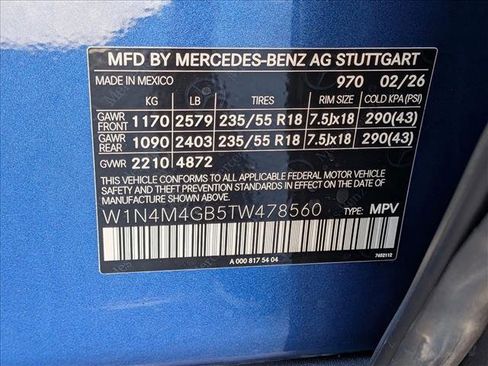 MFD BY MERCEDES-BENZ AG STUTTGART
MADE IN MEXICO 970 02/26
KG LB TIRES RIM SIZE COLD KPA (PSI)
GAWR FRONT 1170 2579 235/55 R18 7.5Jx18 290(43)
GAWR REAR 1090 2403 235/55 R18 7.5Jx18 290(43)
GVWR 2210 4872
THIS VEHICLE CONFORMS TO ALL APPLICABLE
FEDERAL MOTOR VEHICLE SAFETY
STANDARDS IN EFFECT ON THE DATE OF
MANUFACTURE SHOWN ABOVE.
W1N4M4GB5TW478560 TYPE: MPV
A 000 817 54 04 7602112